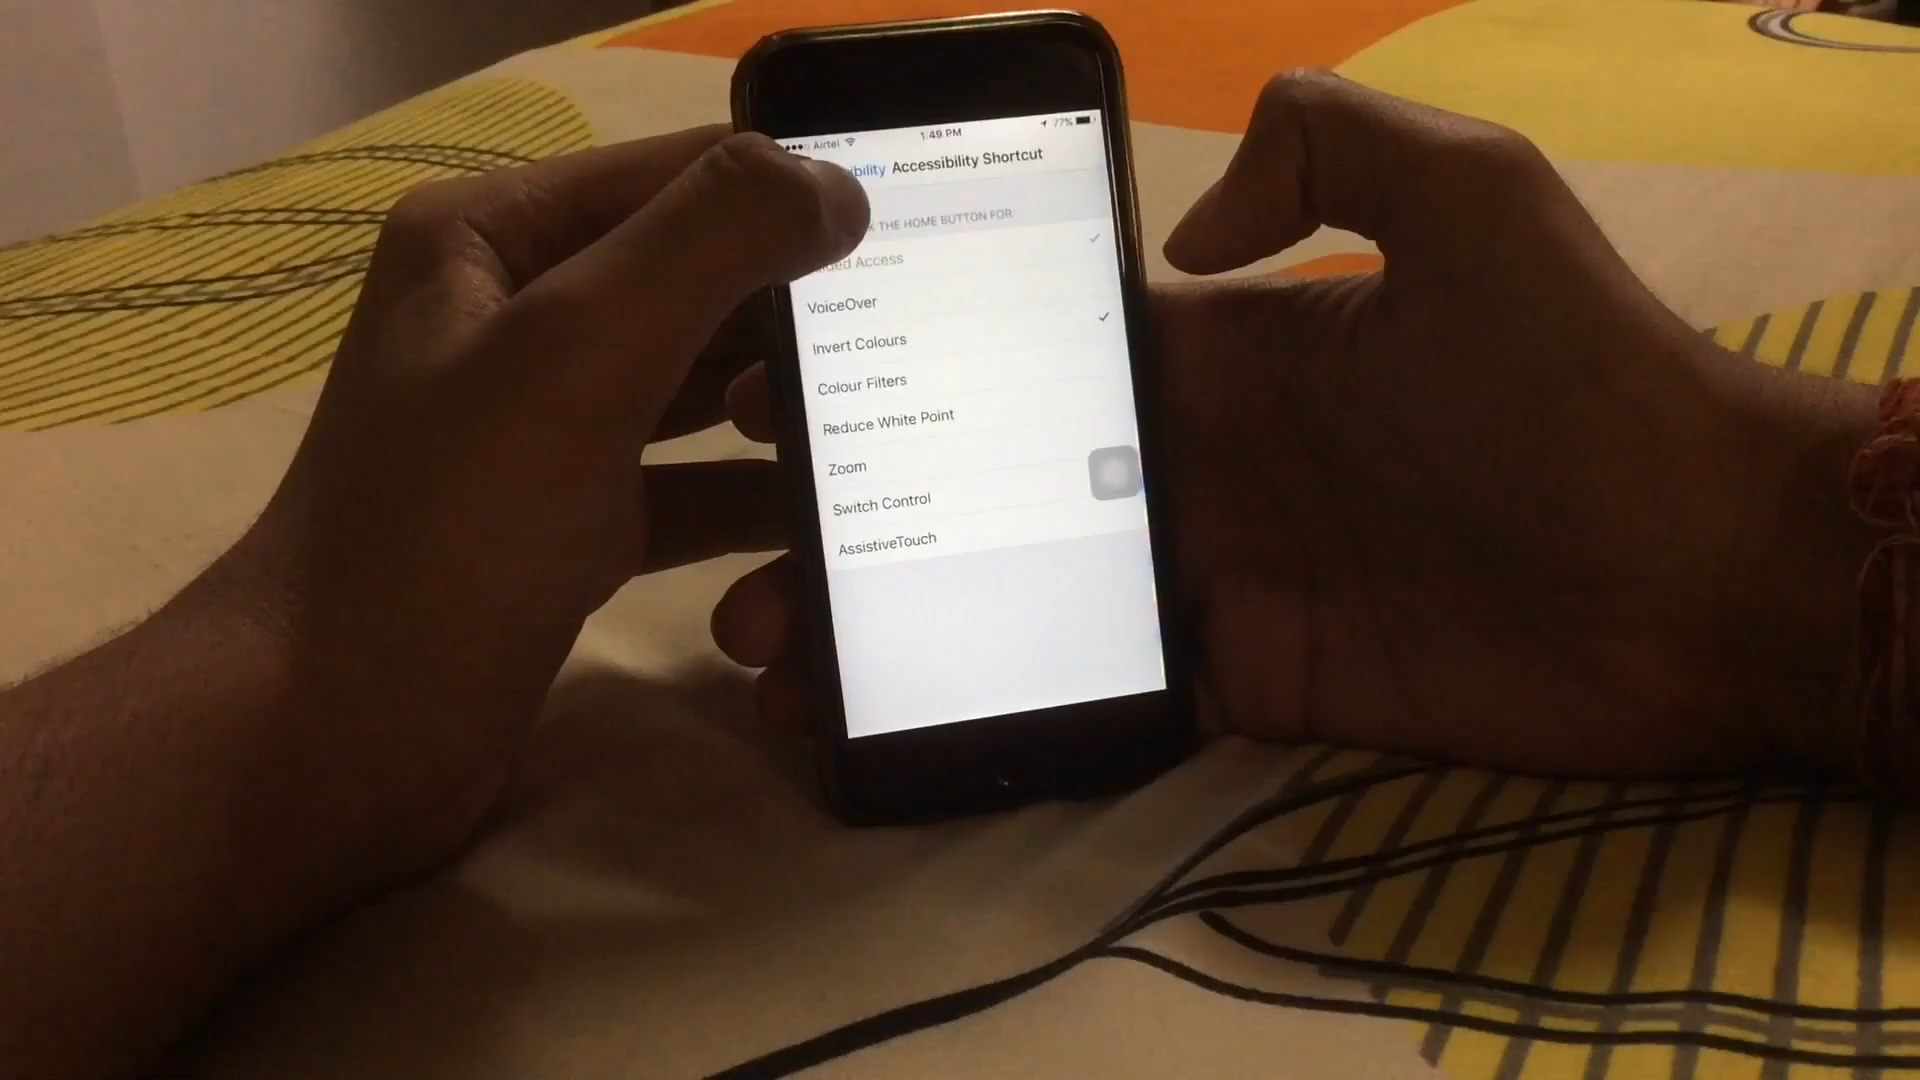 Airtel 1:49 PM 77%
Accessibility Shortcut
THE HOME BUTTON FOR:
Access
VoiceOver
Invert Colours
Colour Filters
Reduce White Point
Zoom
Switch Control
AssistiveTouch